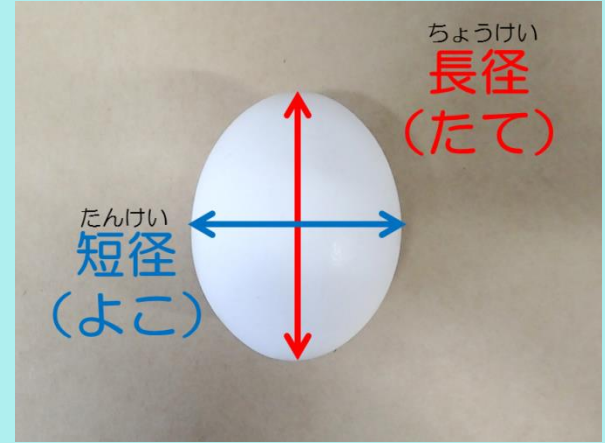 ちょうけい
長径
（たて）
たんけい
短径
（よこ）